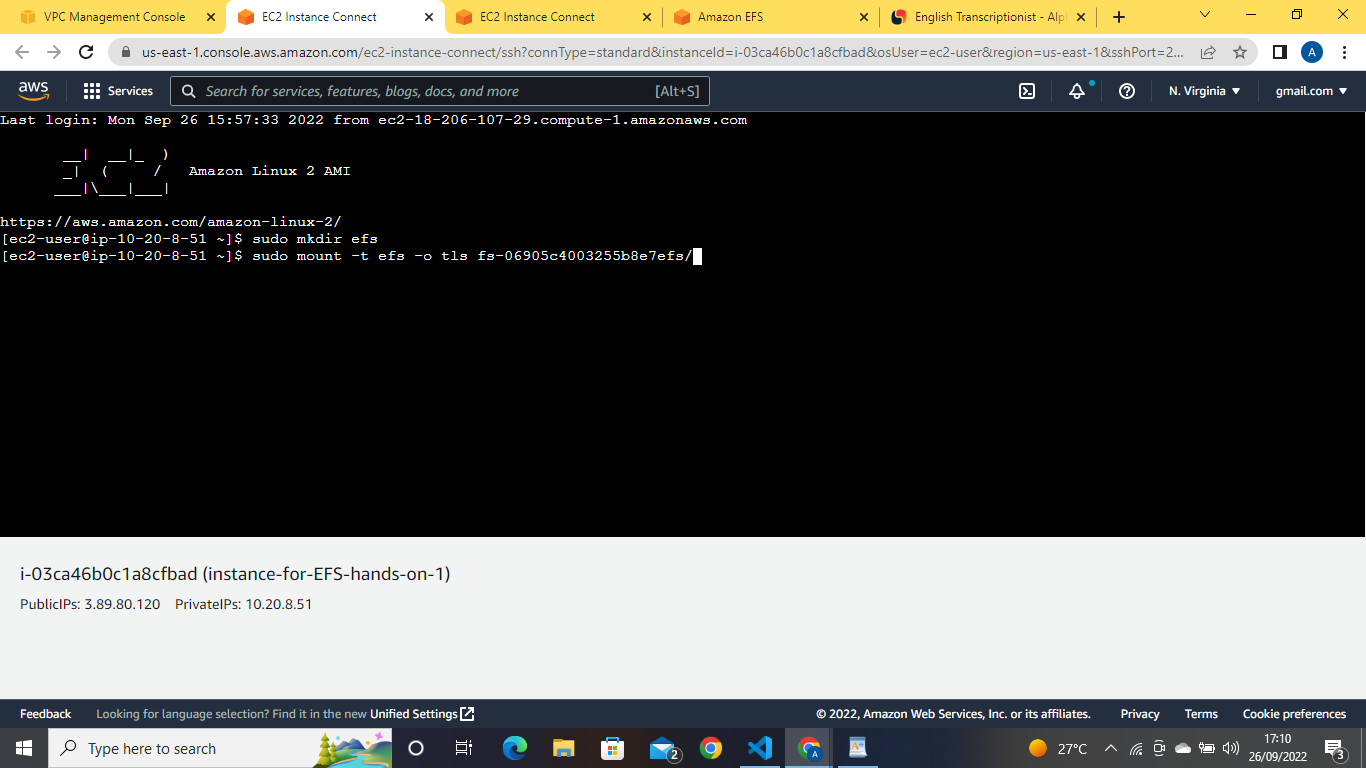 VPC Management Console
EC2 Instance Connect
EC2 Instance Connect
Amazon EFS
English Transcriptionist - Alp
us-east-1.console.aws.amazon.com/ec2-instance-connect/ssh?connType=standard&instanceId=i-03ca46b0c1a8cfbad&osUser=ec2-user&region=us-east-1&sshPort=2...
A
aws
Services
Search for services, features, blogs, docs, and more
[Alt+S]
N. Virginia
gmail.com
Last login: Mon Sep 26 15:57:33 2022 from ec2-18-206-107-29.compute-1.amazonaws.com
__|  __|_  )
_|  (     /   Amazon Linux 2 AMI
___|\___|___|
https://aws.amazon.com/amazon-linux-2/
[ec2-user@ip-10-20-8-51 ~]$ sudo mkdir efs
[ec2-user@ip-10-20-8-51 ~]$ sudo mount -t efs -o tls fs-06905c4003255b8e7efs/
i-03ca46b0c1a8cfbad (instance-for-EFS-hands-on-1)
PublicIPs: 3.89.80.120 PrivateIPs: 10.20.8.51
Feedback
Looking for language selection? Find it in the new Unified Settings
© 2022, Amazon Web Services, Inc. or its affiliates.
Privacy
Terms
Cookie preferences
Type here to search
2
A
27°C
17:10
26/09/2022
3